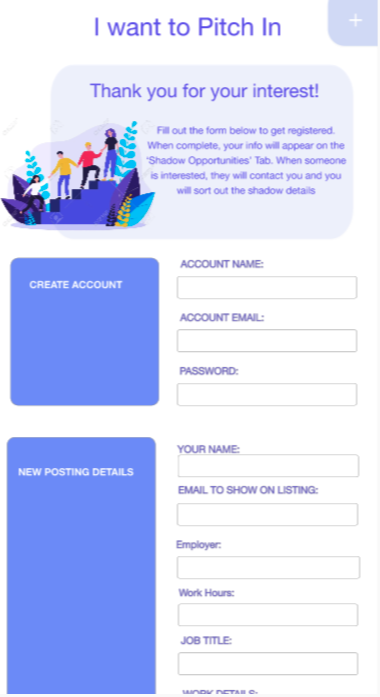 I want to Pitch In
+
Thank you for your interest!
Fill out the form below to get registered.
When complete, your info will appear on the
'Shadow Opportunities' Tab. When someone
is interested, they will contact you and you
will sort out the shadow details
CREATE ACCOUNT
ACCOUNT NAME:
ACCOUNT EMAIL:
PASSWORD:
NEW POSTING DETAILS
YOUR NAME:
EMAIL TO SHOW ON LISTING:
Employer:
Work Hours:
JOB TITLE:
WORK DETAILS: